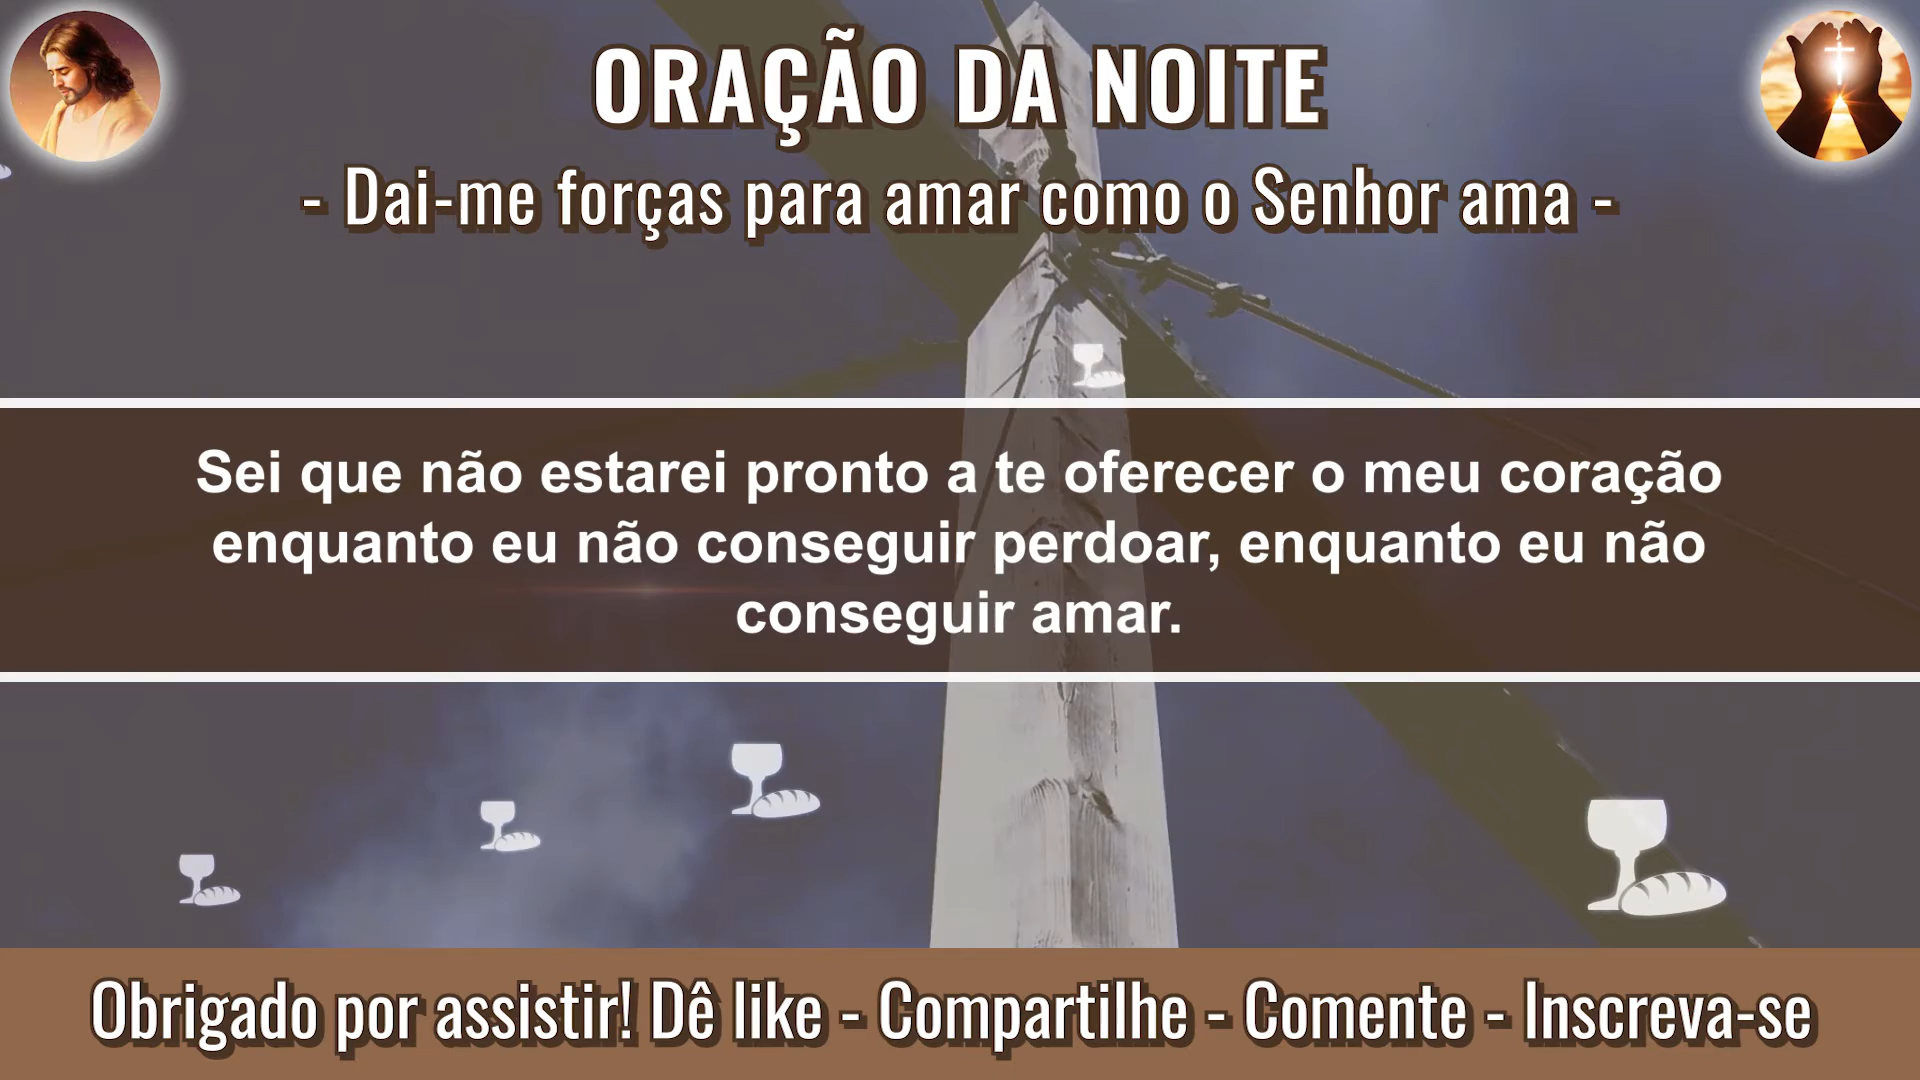 ORAÇÃO DA NOITE
- Dai-me forças para amar como o Senhor ama -
Sei que não estarei pronto a te oferecer o meu coração
enquanto eu não conseguir perdoar, enquanto eu não
conseguir amar.
Obrigado por assistir! Dê like - Compartilhe - Comente - Inscreva-se